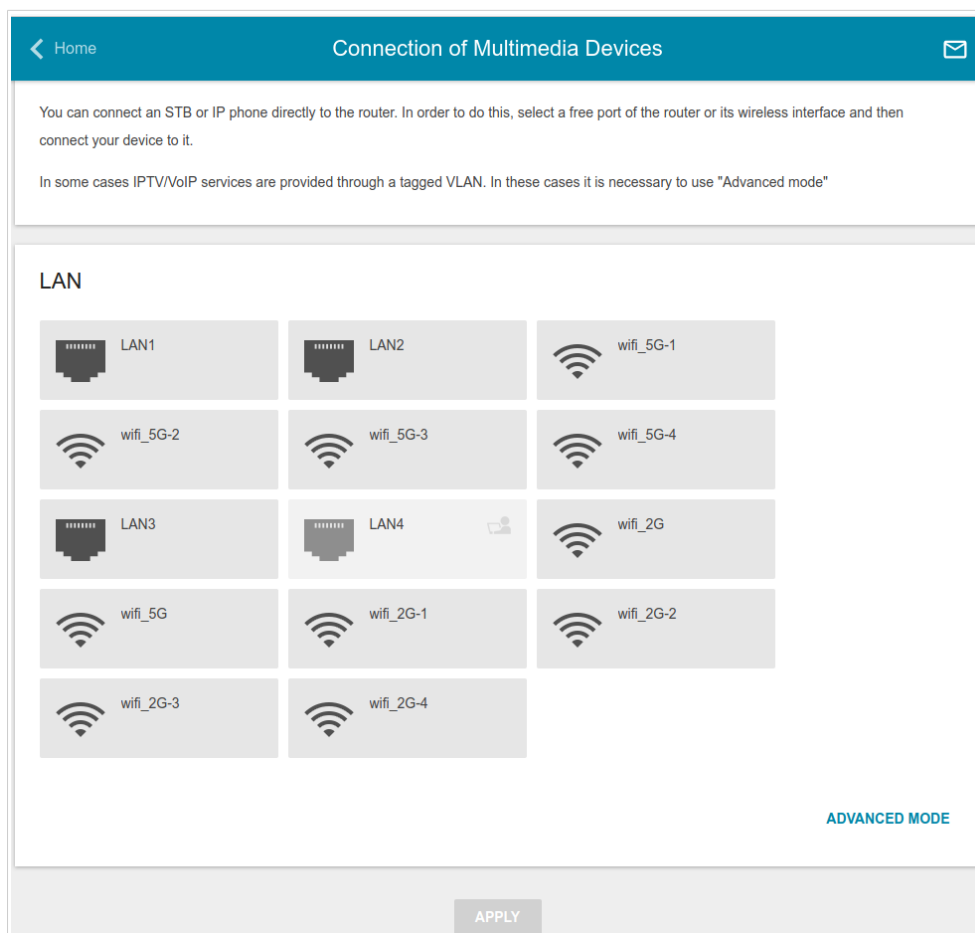 Home
Connection of Multimedia Devices
You can connect an STB or IP phone directly to the router. In order to do this, select a free port of the router or its wireless interface and then
connect your device to it.
In some cases IPTV/VoIP services are provided through a tagged VLAN. In these cases it is necessary to use "Advanced mode"
LAN
LAN1
LAN2
wifi_5G-1
wifi_5G-2
wifi_5G-3
wifi_5G-4
LAN3
LAN4
wifi_2G
wifi_5G
wifi_2G-1
wifi_2G-2
wifi_2G-3
wifi_2G-4
ADVANCED MODE
APPLY